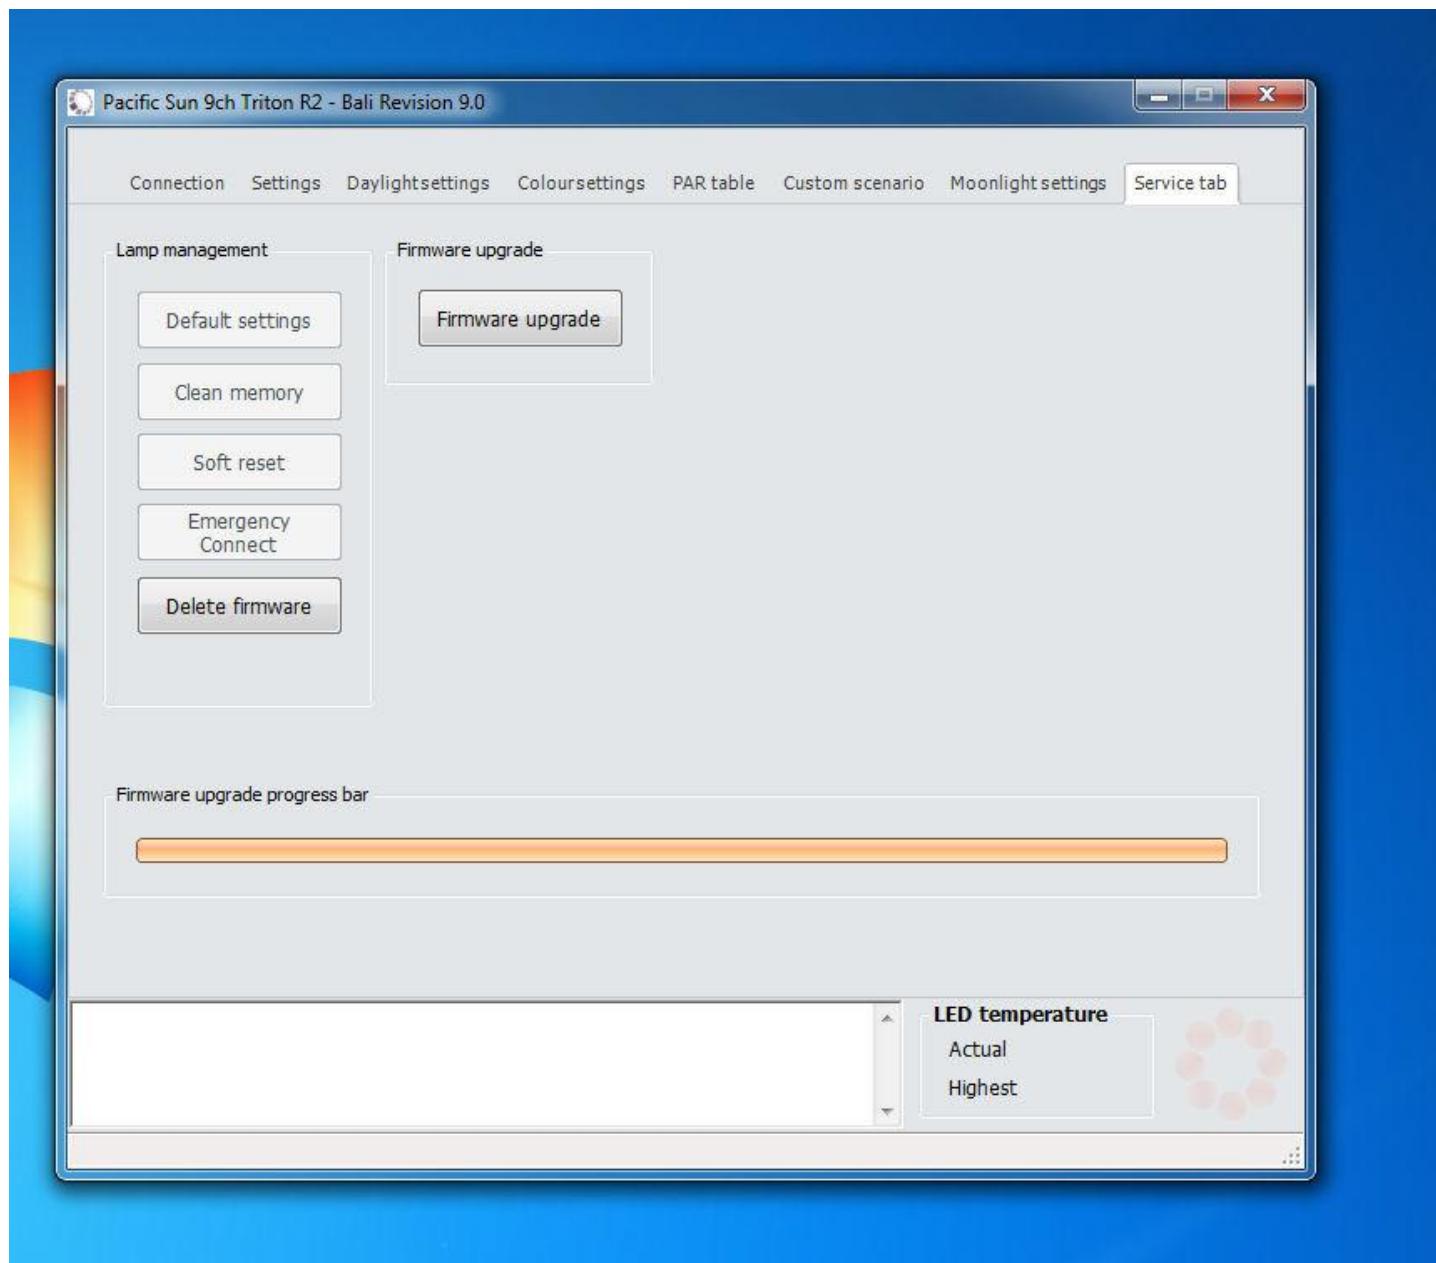 Pacific Sun 9ch Triton R2 - Bali Revision 9.0
Connection Settings Daylightsettings Coloursettings PAR table Custom scenario Moonlight settings Service tab
Lamp management
Firmware upgrade
Default settings
Firmware upgrade
Clean memory
Soft reset
Emergency
Connect
Delete firmware
Firmware upgrade progress bar
LED temperature
Actual
Highest